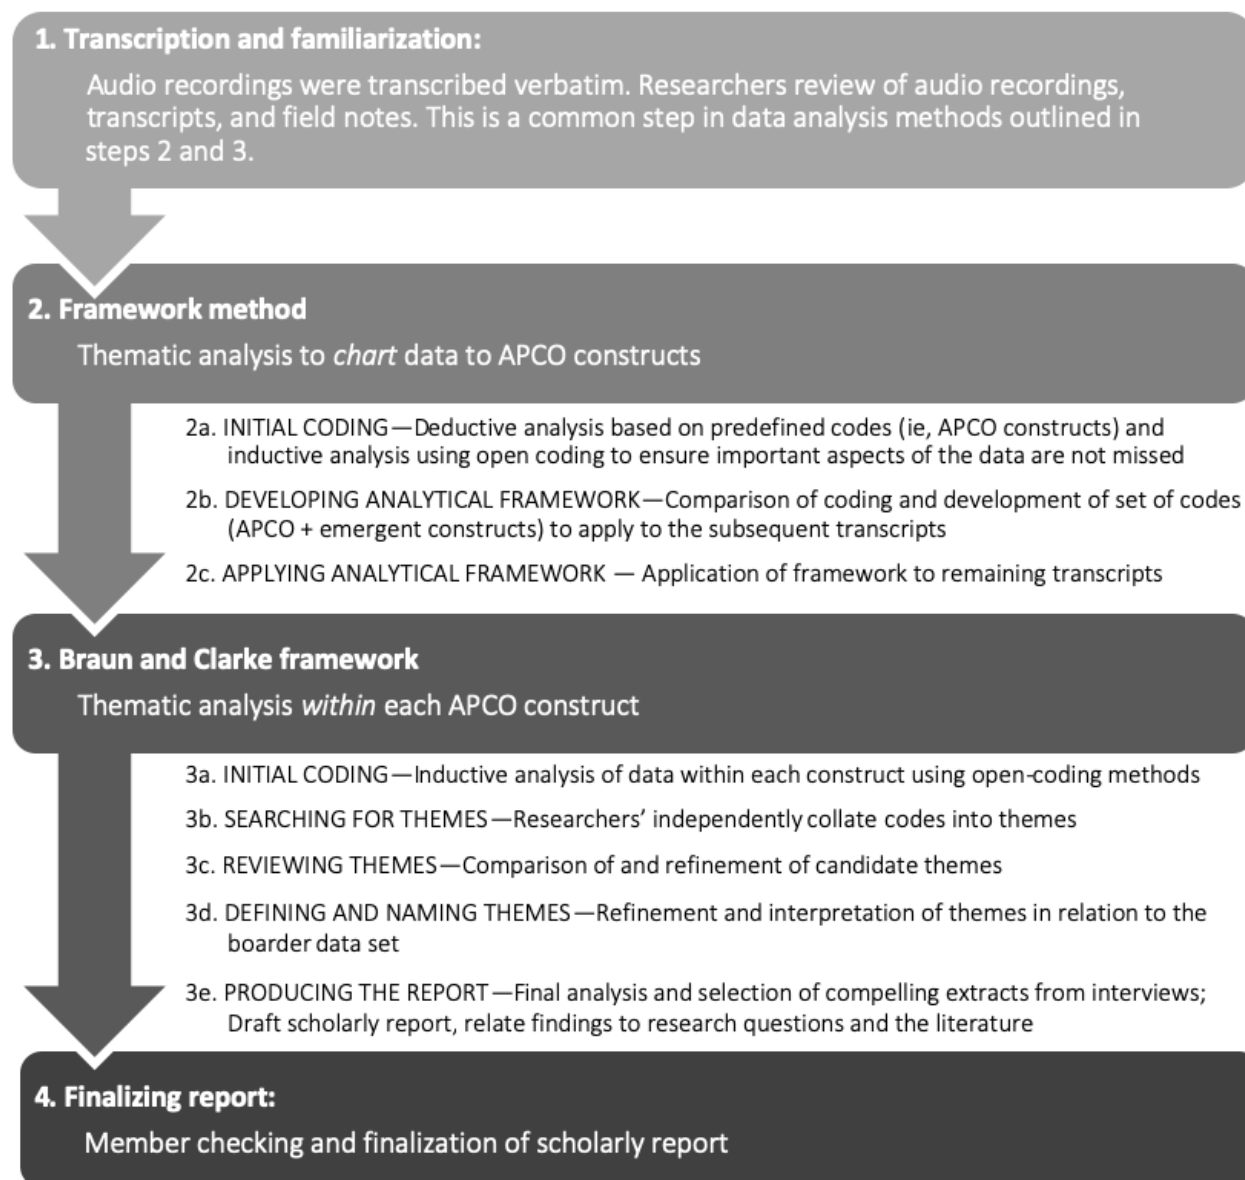 1. Transcription and familiarization:
Audio recordings were transcribed verbatim. Researchers review of audio recordings,
transcripts, and field notes. This is a common step in data analysis methods outlined in
steps 2 and 3.
2. Framework method
Thematic analysis to chart data to APCO constructs
2a. INITIAL CODING—Deductive analysis based on predefined codes (ie, APCO constructs) and
inductive analysis using open coding to ensure important aspects of the data are not missed
2b. DEVELOPING ANALYTICAL FRAMEWORK—Comparison of coding and development of set of codes
(APCO + emergent constructs) to apply to the subsequent transcripts
2c. APPLYING ANALYTICAL FRAMEWORK — Application of framework to remaining transcripts
3. Braun and Clarke framework
Thematic analysis within each APCO construct
3a. INITIAL CODING—Inductive analysis of data within each construct using open-coding methods
3b. SEARCHING FOR THEMES—Researchers’ independently collate codes into themes
3c. REVIEWING THEMES—Comparison of and refinement of candidate themes
3d. DEFINING AND NAMING THEMES—Refinement and interpretation of themes in relation to the
boarder data set
3e. PRODUCING THE REPORT—Final analysis and selection of compelling extracts from interviews;
Draft scholarly report, relate findings to research questions and the literature
4. Finalizing report:
Member checking and finalization of scholarly report